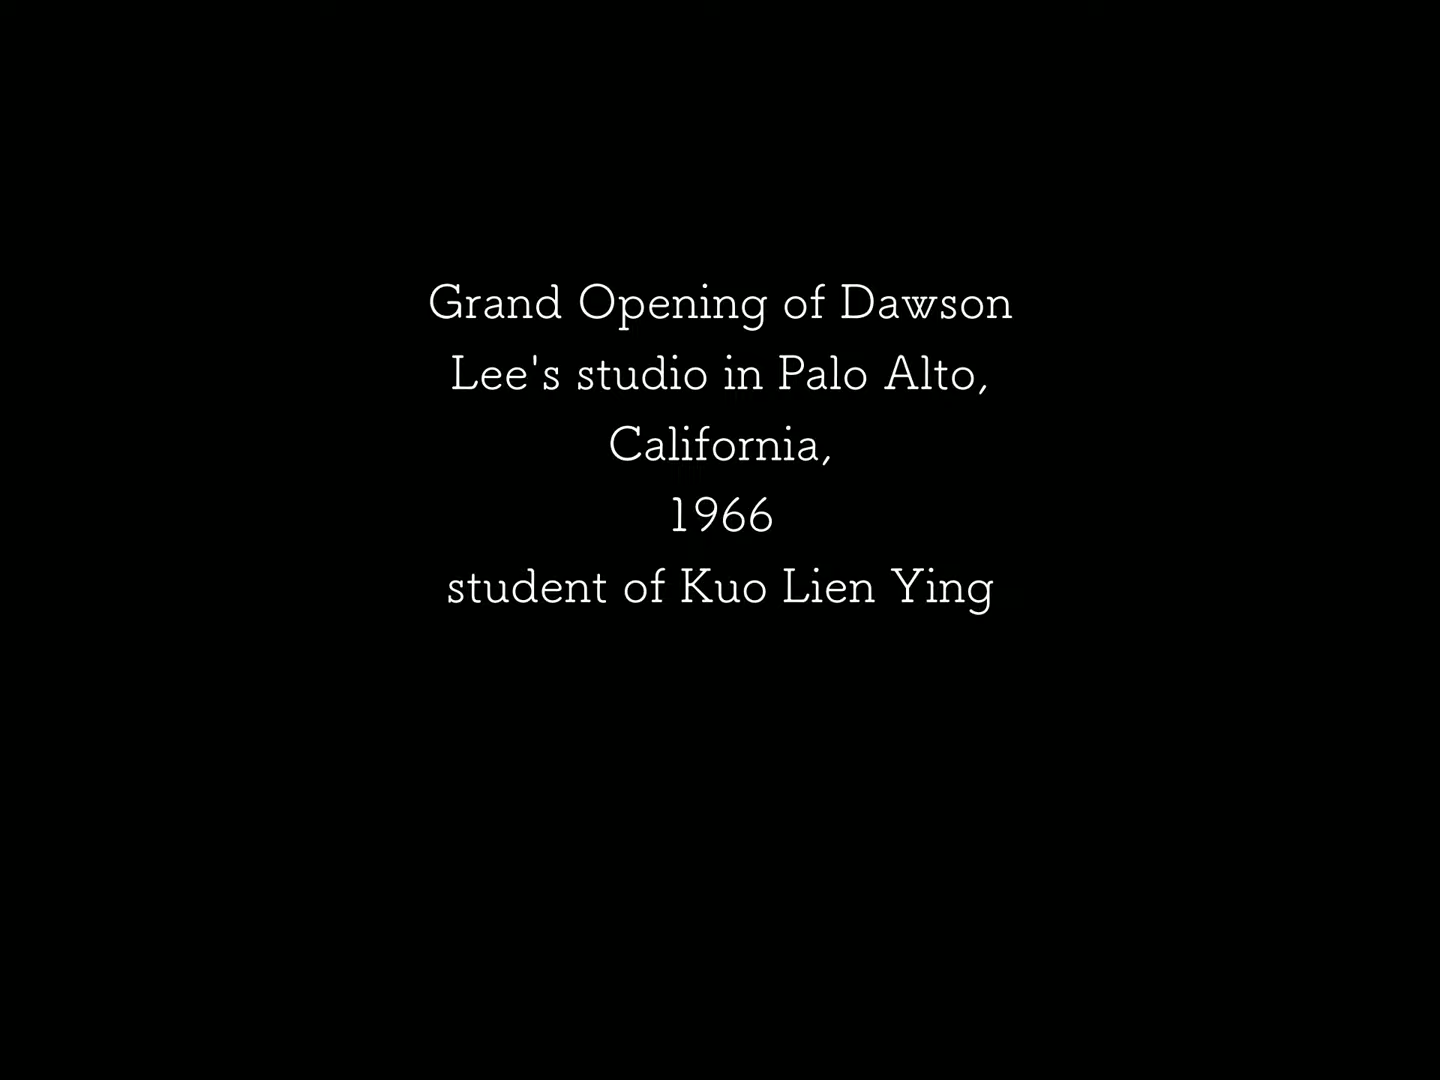 Grand Opening of Dawson
Lee's studio in Palo Alto,
California,
1966
student of Kuo Lien Ying